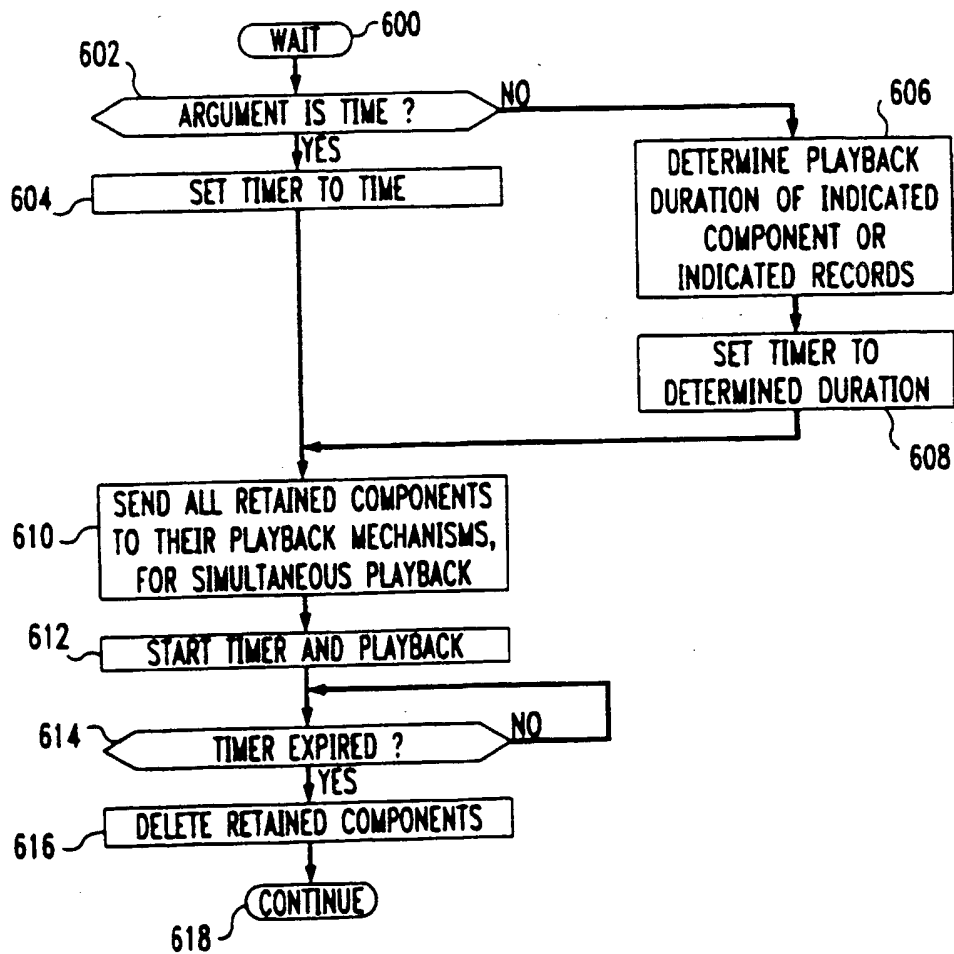 WAIT
600
602
ARGUMENT IS TIME ?
NO
YES
604
SET TIMER TO TIME
606
DETERMINE PLAYBACK
DURATION OF INDICATED
COMPONENT OR
INDICATED RECORDS
SET TIMER TO
DETERMINED DURATION
608
610
SEND ALL RETAINED COMPONENTS
TO THEIR PLAYBACK MECHANISMS,
FOR SIMULTANEOUS PLAYBACK
612
START TIMER AND PLAYBACK
614
TIMER EXPIRED ?
NO
YES
616
DELETE RETAINED COMPONENTS
CONTINUE
618